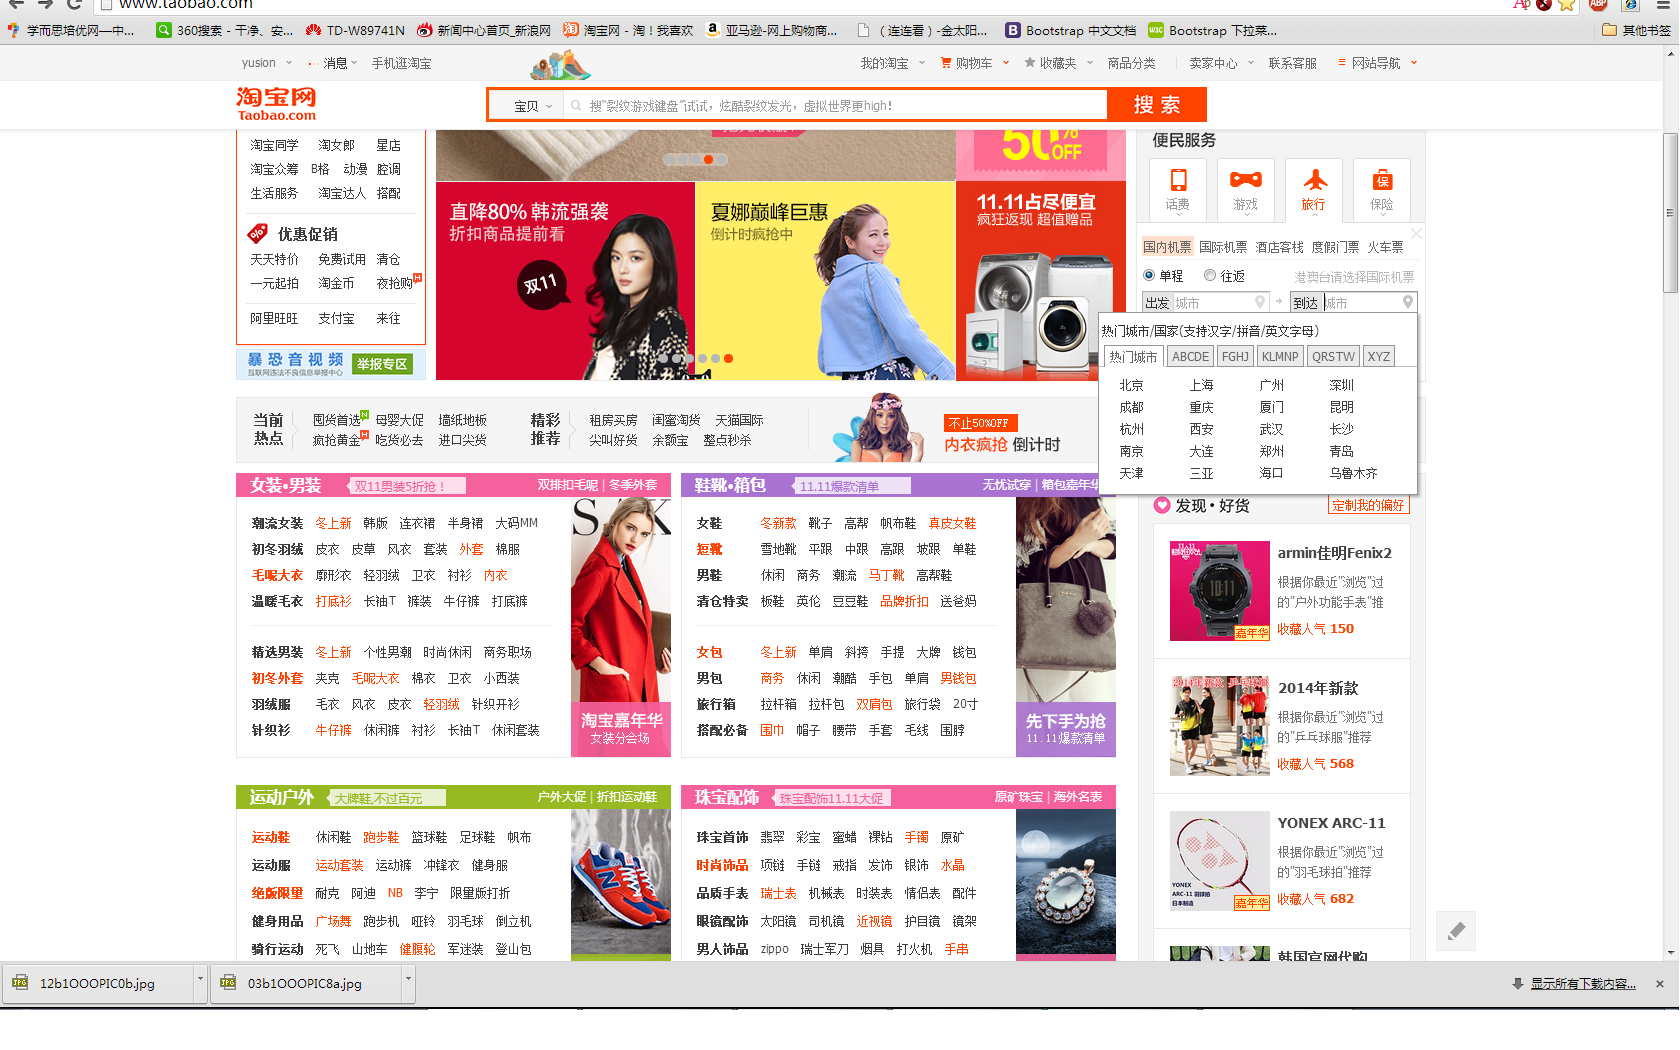 www.taobao.com
学而思培优网—中...
360搜索 - 干净、安...
TD-W89741N
新闻中心首页_新浪网
淘宝网 - 淘！我喜欢
亚马逊-网上购物商...
（连连看）-金太阳...
Bootstrap 中文文档
Bootstrap 下拉菜...
其他书签
yusion
消息
手机逛淘宝
我的淘宝
购物车
收藏夹
商品分类
卖家中心
联系客服
网站导航
淘宝网
Taobao.com
宝贝
搜“裂纹游戏键盘”试试，炫酷裂纹发光，虚拟世界更high！
搜 索
淘宝同学 淘女郎 星店
淘宝众筹 B格 动漫 腔调
生活服务 淘宝达人 搭配
优惠促销
天天特价 免费试用 清仓
一元起拍 淘金币 夜抢购
阿里旺旺 支付宝 来往
暴恐音视频
互联网违法不良信息举报中心
举报专区
50% OFF
直降80% 韩流强袭
折扣商品提前看
双11
夏娜巅峰巨惠
倒计时疯抢中
11.11占尽便宜
疯狂返现 超值赠品
便民服务
话费 游戏 旅行 保险
国内机票 国际机票 酒店客栈 度假门票 火车票
单程 往返 港澳台请选择国际机票
出发 城市 到达 城市
热门城市/国家(支持汉字/拼音/英文字母)
热门城市 ABCDE FGHJ KLMNP QRSTW XYZ
北京 上海 广州 深圳
成都 重庆 厦门 昆明
杭州 西安 武汉 长沙
南京 大连 郑州 青岛
天津 三亚 海口 乌鲁木齐
当前热点
囤货首选 母婴大促 墙纸地板
疯抢黄金 吃货必去 进口尖货
精彩推荐
租房买房 闺蜜淘货 天猫国际
尖叫好货 余额宝 整点秒杀
不止50%OFF
内衣疯抢 倒计时
女装•男装 双11男装5折抢！ 双排扣毛呢 | 冬季外套
潮流女装 冬上新 韩版 连衣裙 半身裙 大码MM
初冬羽绒 皮衣 皮草 风衣 套装 外套 棉服
毛呢大衣 廓形衣 轻羽绒 卫衣 衬衫 内衣
温暖毛衣 打底衫 长袖T 裤装 牛仔裤 打底裤
精选男装 冬上新 个性男潮 时尚休闲 商务职场
初冬外套 夹克 毛呢大衣 棉衣 卫衣 小西装
羽绒服 毛衣 风衣 皮衣 轻羽绒 针织开衫
针织衫 牛仔裤 休闲裤 衬衫 长袖T 休闲套装
淘宝嘉年华
女装分会场
鞋靴•箱包 11.11爆款清单 无忧试穿 | 箱包嘉年华
女鞋 冬新款 靴子 高帮 帆布鞋 真皮女鞋
短靴 雪地靴 平跟 中跟 高跟 坡跟 单鞋
男鞋 休闲 商务 潮流 马丁靴 高帮鞋
清仓特卖 板鞋 英伦 豆豆鞋 品牌折扣 送爸妈
女包 冬上新 单肩 斜挎 手提 大牌 钱包
男包 商务 休闲 潮酷 手包 单肩 男钱包
旅行箱 拉杆箱 拉杆包 双肩包 旅行袋 20寸
搭配必备 围巾 帽子 腰带 手套 毛线 围脖
先下手为抢
11.11爆款清单
发现 • 好货 定制我的偏好
armin佳明Fenix2
根据你最近"浏览"过
的"户外功能手表"推
收藏人气 150
嘉年华
2014年新款
根据你最近"浏览"过
的"乒乓球服"推荐
收藏人气 568
YONEX ARC-11
根据你最近"浏览"过
的"羽毛球拍"推荐
收藏人气 682
YONEX
ARC-11 羽球拍
日本制造
嘉年华
韩国官网代购
运动户外 大牌鞋,不过百元 户外大促 | 折扣运动鞋
运动鞋 休闲鞋 跑步鞋 篮球鞋 足球鞋 帆布
运动服 运动套装 运动裤 冲锋衣 健身服
绝版限量 耐克 阿迪 NB 李宁 限量版打折
健身用品 广场舞 跑步机 哑铃 羽毛球 倒立机
骑行运动 死飞 山地车 健腹轮 军迷装 登山包
珠宝配饰 珠宝配饰11.11大促 原矿珠宝 | 海外名表
珠宝首饰 翡翠 彩宝 蜜蜡 裸钻 手镯 原矿
时尚饰品 项链 手链 戒指 发饰 银饰 水晶
品质手表 瑞士表 机械表 时装表 情侣表 配件
眼镜配饰 太阳镜 司机镜 近视镜 护目镜 镜架
男人饰品 zippo 瑞士军刀 烟具 打火机 手串
12b1OOOPIC0b.jpg
03b1OOOPIC8a.jpg
显示所有下载内容...